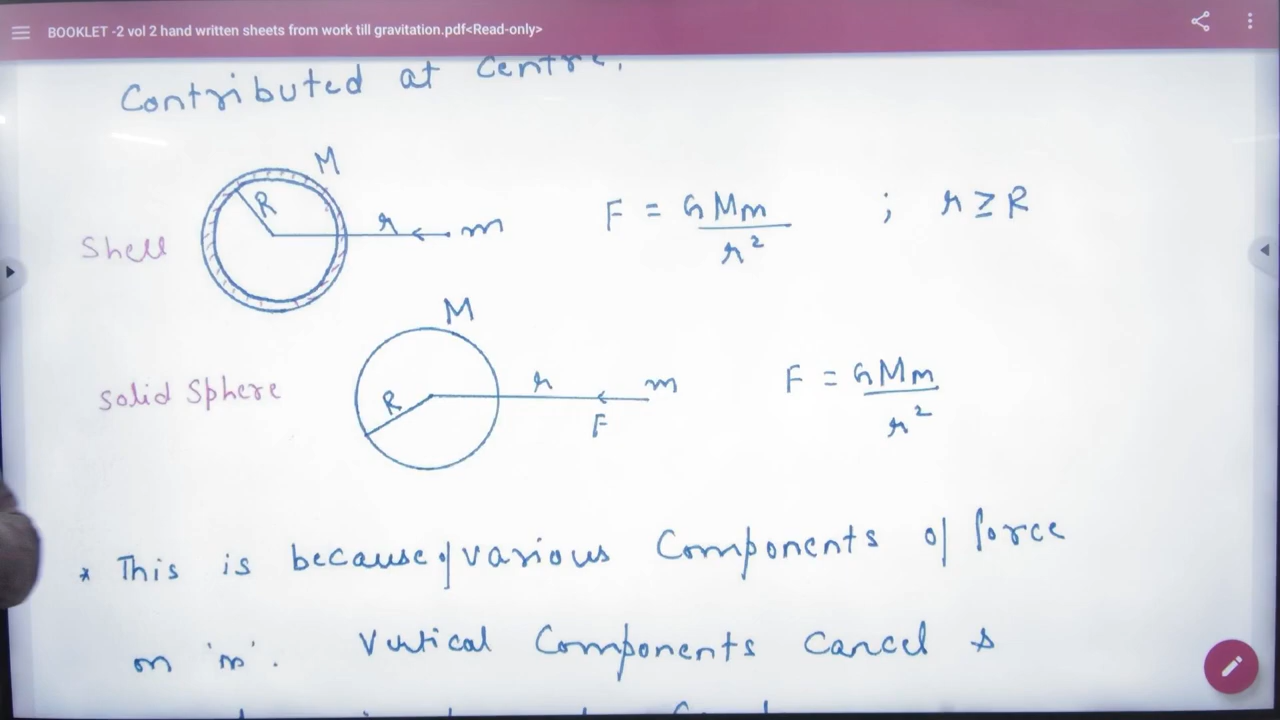 BOOKLET -2 vol 2 hand written sheets from work till gravitation.pdf<Read-only>
Contributed at Centre.
M
R
r
m
F = GMm / r² ; r ≥ R
Shell
M
Solid Sphere
R
r
m
F
F = GMm / r²
* This is because of various Components of force
on 'm'. Vertical Components cancel &